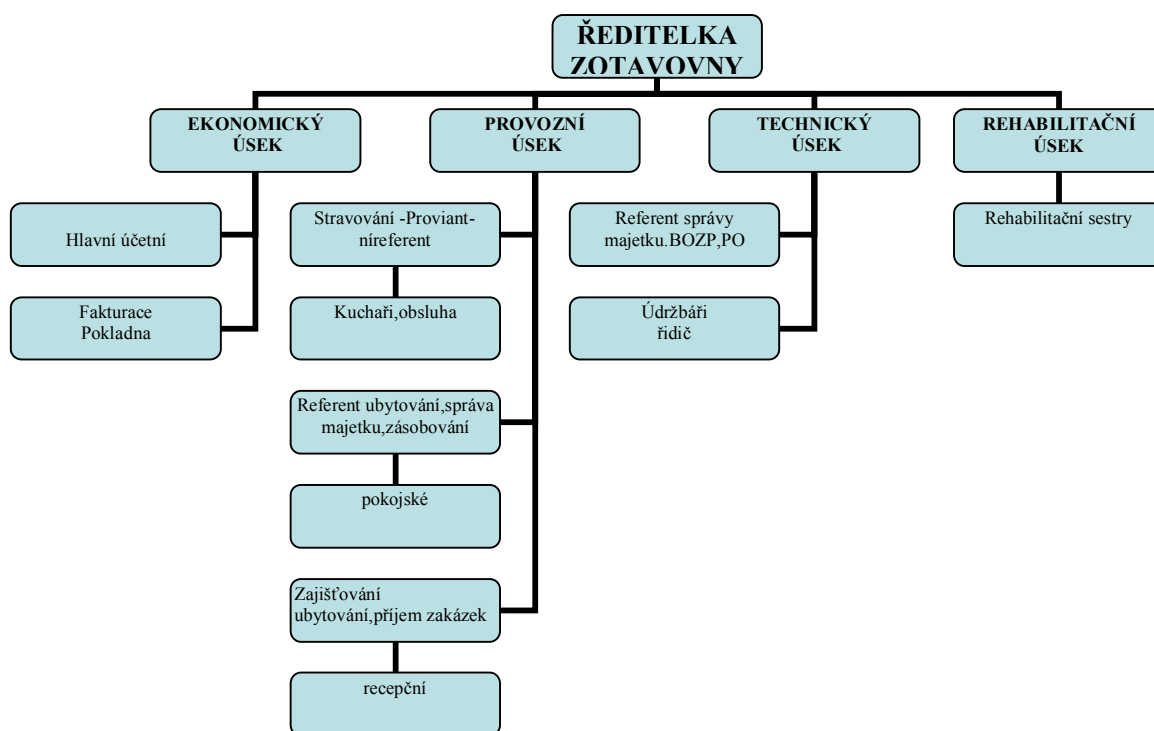 ŘEDITELKA
ZOTAVOVNY
EKONOMICKÝ
ÚSEK
PROVOZNÍ
ÚSEK
TECHNICKÝ
ÚSEK
REHABILITAČNÍ
ÚSEK
Hlavní účetní
Stravování -Proviant-
níreferent
Referent správy
majetku.BOZP,PO
Rehabilitační sestry
Fakturace
Pokladna
Kuchaři,obsluha
Údržbáři
řidič
Referent ubytování,správa
majetku,zásobování
pokojské
Zajišťování
ubytování,příjem zakázek
recepční